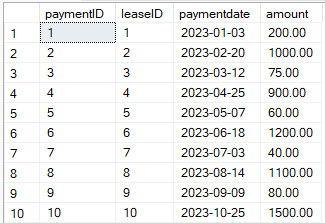 paymentID leaseID paymentdate amount
1 1 1 2023-01-03 200.00
2 2 2 2023-02-20 1000.00
3 3 3 2023-03-12 75.00
4 4 4 2023-04-25 900.00
5 5 5 2023-05-07 60.00
6 6 6 2023-06-18 1200.00
7 7 7 2023-07-03 40.00
8 8 8 2023-08-14 1100.00
9 9 9 2023-09-09 80.00
10 10 10 2023-10-25 1500.00